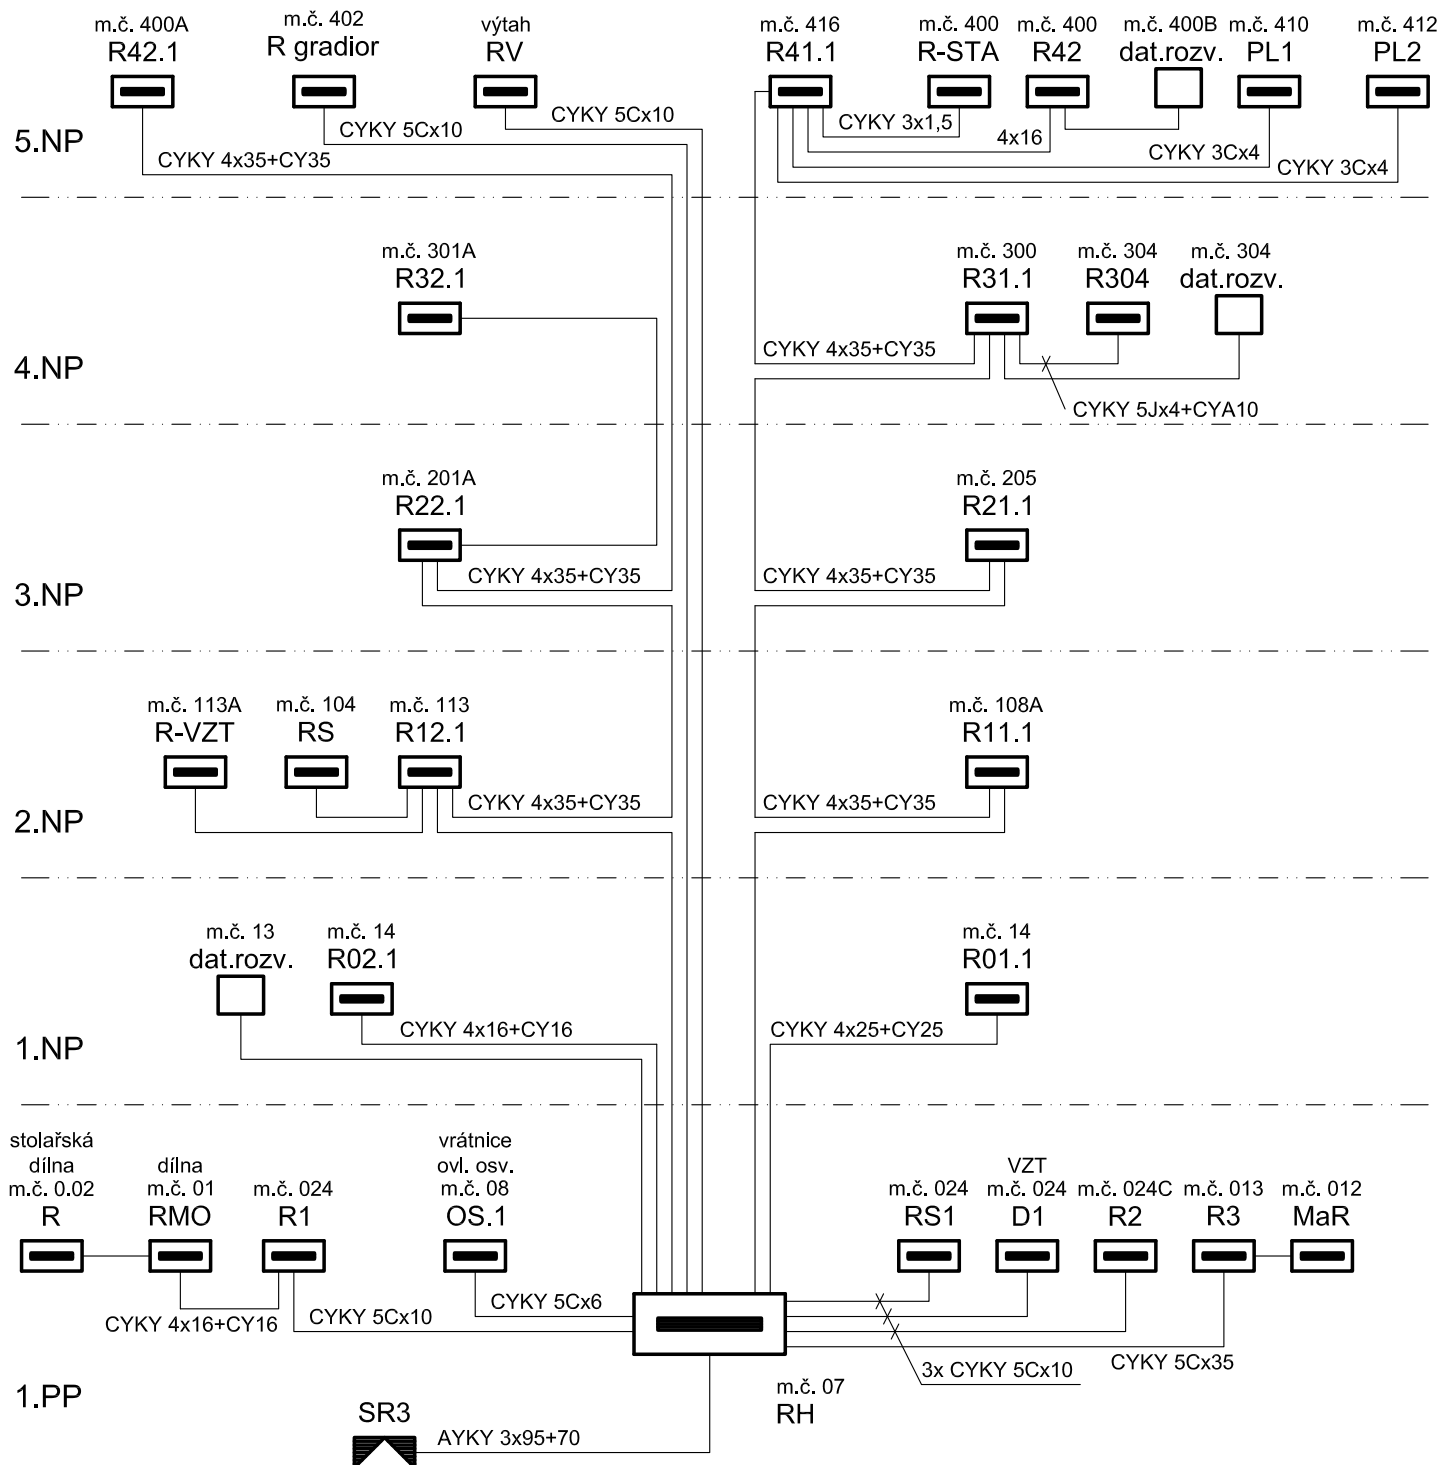 m.č. 400A
R42.1
m.č. 402
R gradior
výtah
RV
m.č. 416
R41.1
m.č. 400
R-STA
m.č. 400
R42
m.č. 400B
dat.rozv.
m.č. 410
PL1
m.č. 412
PL2
5.NP
CYKY 4x35+CY35
CYKY 5Cx10
CYKY 5Cx10
CYKY 3x1,5
4x16
CYKY 3Cx4
CYKY 3Cx4
m.č. 301A
R32.1
m.č. 300
R31.1
m.č. 304
R304
m.č. 304
dat.rozv.
4.NP
CYKY 4x35+CY35
CYKY 5Jx4+CYA10
m.č. 201A
R22.1
m.č. 205
R21.1
3.NP
CYKY 4x35+CY35
CYKY 4x35+CY35
m.č. 113A
R-VZT
m.č. 104
RS
m.č. 113
R12.1
m.č. 108A
R11.1
2.NP
CYKY 4x35+CY35
CYKY 4x35+CY35
m.č. 13
dat.rozv.
m.č. 14
R02.1
m.č. 14
R01.1
1.NP
CYKY 4x16+CY16
CYKY 4x25+CY25
stolařská
dílna
m.č. 0.02
R
dílna
m.č. 01
RMO
m.č. 024
R1
vrátnice
ovl. osv.
m.č. 08
OS.1
m.č. 024
RS1
VZT
m.č. 024
D1
m.č. 024C
R2
m.č. 013
R3
m.č. 012
MaR
CYKY 4x16+CY16
CYKY 5Cx10
CYKY 5Cx6
3x CYKY 5Cx10
CYKY 5Cx35
1.PP
m.č. 07
RH
SR3
AYKY 3x95+70